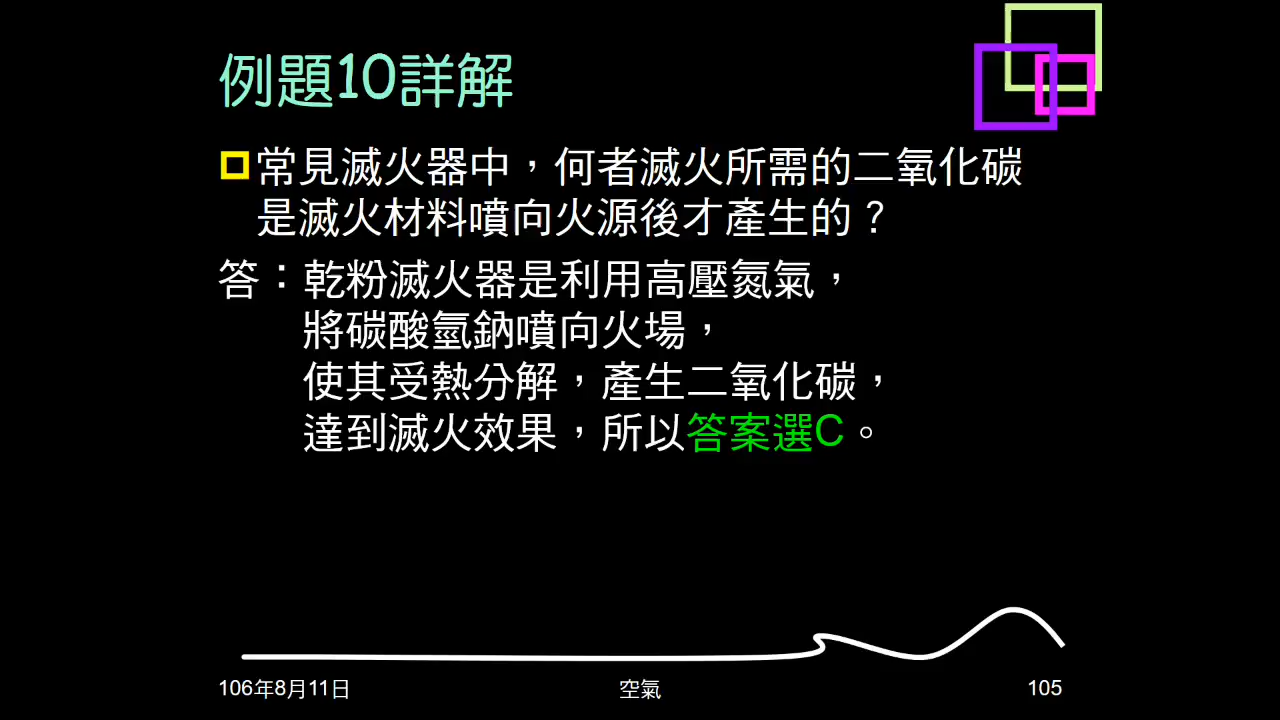 例題10詳解
常見滅火器中，何者滅火所需的二氧化碳
是滅火材料噴向火源後才產生的？
答：乾粉滅火器是利用高壓氮氣，
將碳酸氫鈉噴向火場，
使其受熱分解，產生二氧化碳，
達到滅火效果，所以答案選C。
106年8月11日
空氣
105